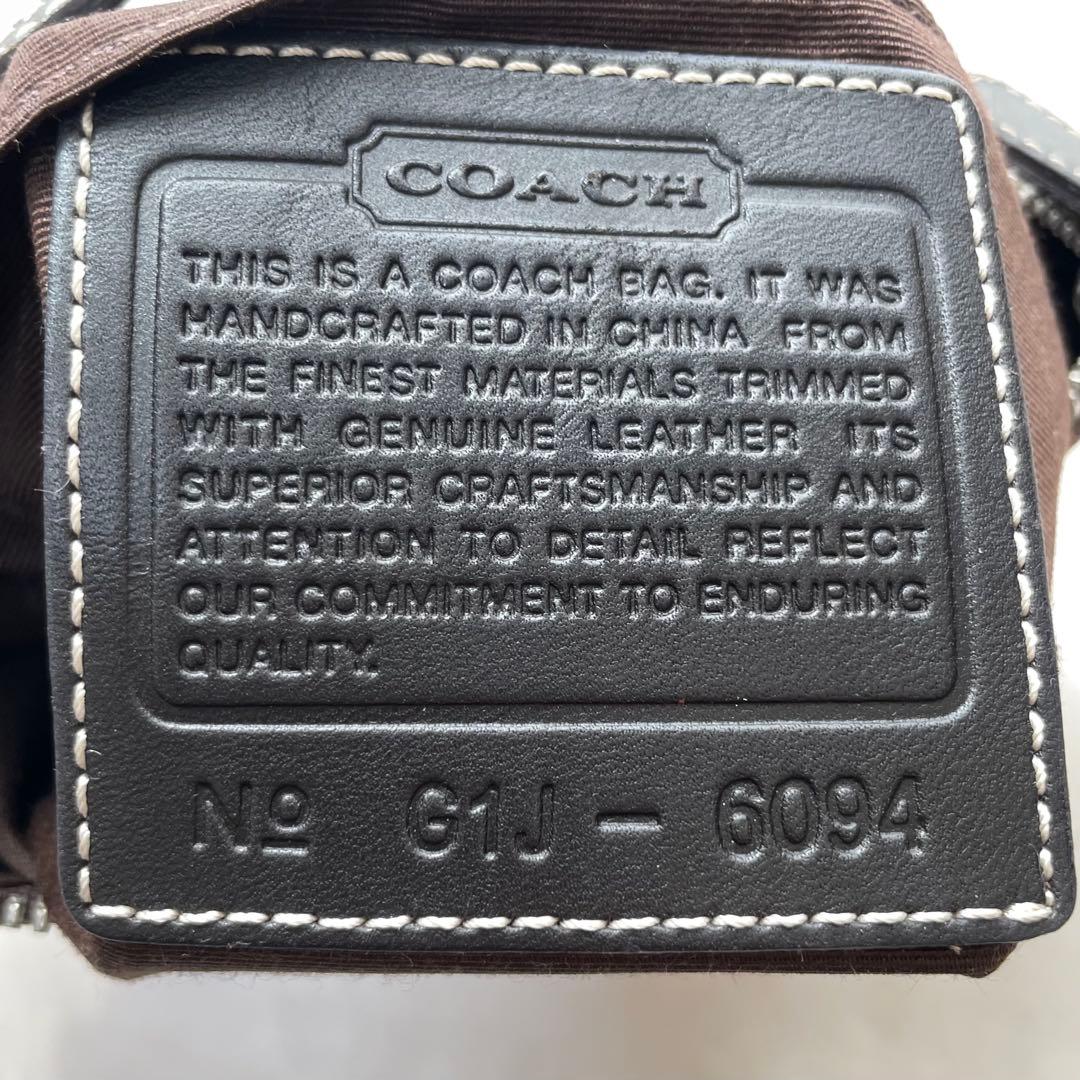 COACH
THIS IS A COACH BAG. IT WAS
HANDCRAFTED IN CHINA FROM
THE FINEST MATERIALS TRIMMED
WITH GENUINE LEATHER ITS
SUPERIOR CRAFTSMANSHIP AND
ATTENTION TO DETAIL REFLECT
OUR COMMITMENT TO ENDURING
QUALITY.
Nº G1J - 6094